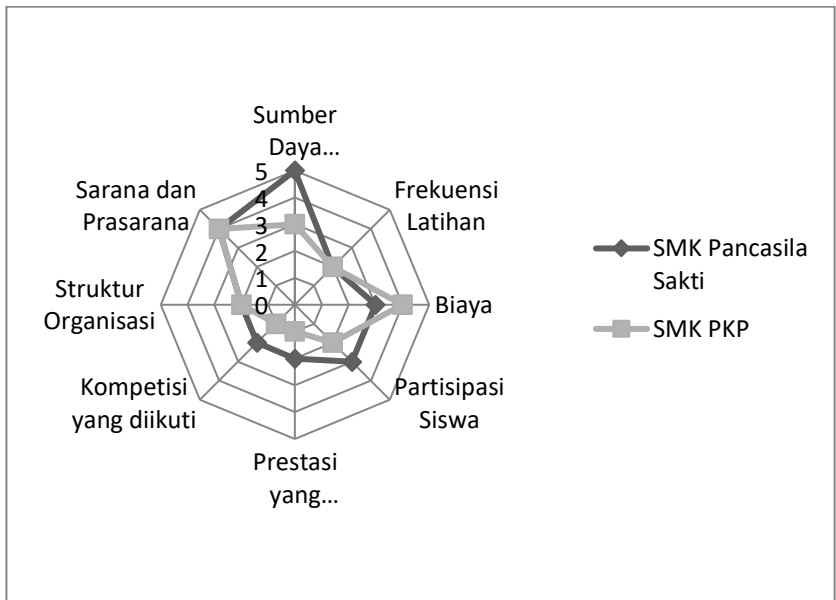 Sumber
Daya...
Frekuensi
Latihan
Biaya
Partisipasi
Siswa
Prestasi
yang...
Kompetisi
yang diikuti
Struktur
Organisasi
Sarana dan
Prasarana
5
4
3
2
1
0
SMK Pancasila
Sakti
SMK PKP